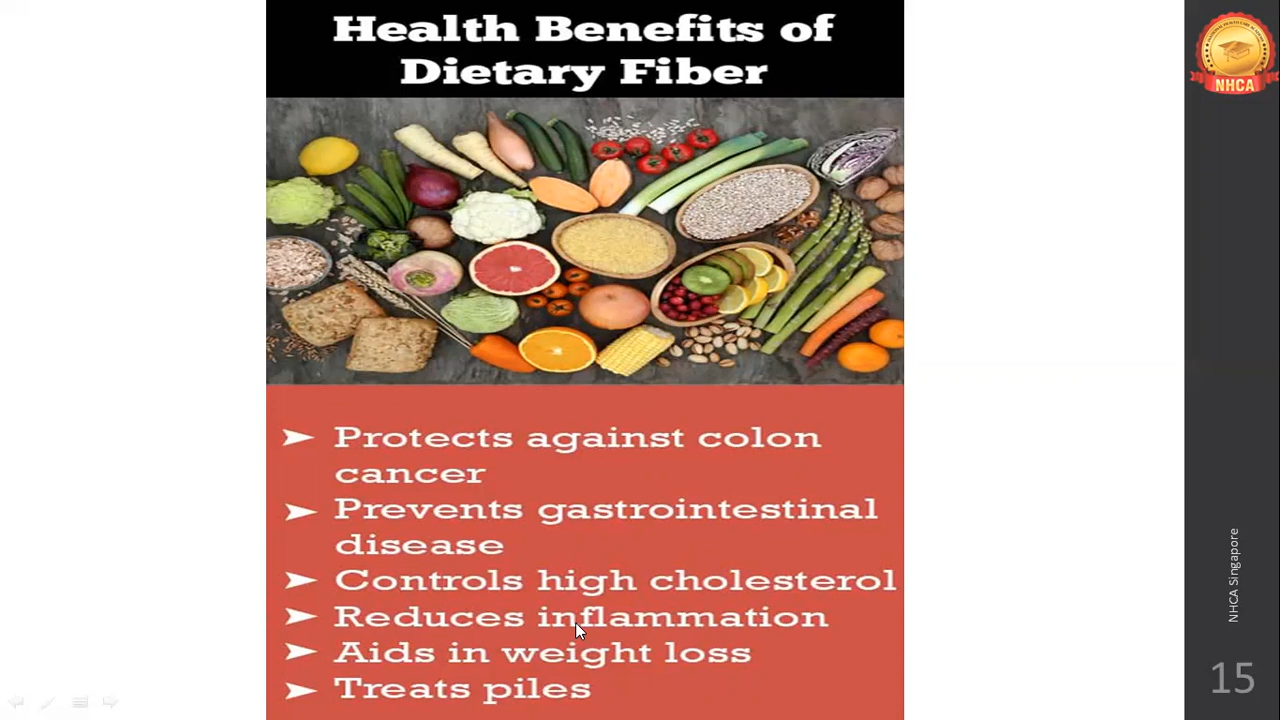 Health Benefits of
Dietary Fiber
NHCA
Protects against colon
cancer
Prevents gastrointestinal
disease
Controls high cholesterol
Reduces inflammation
Aids in weight loss
Treats piles
NHCA Singapore
15